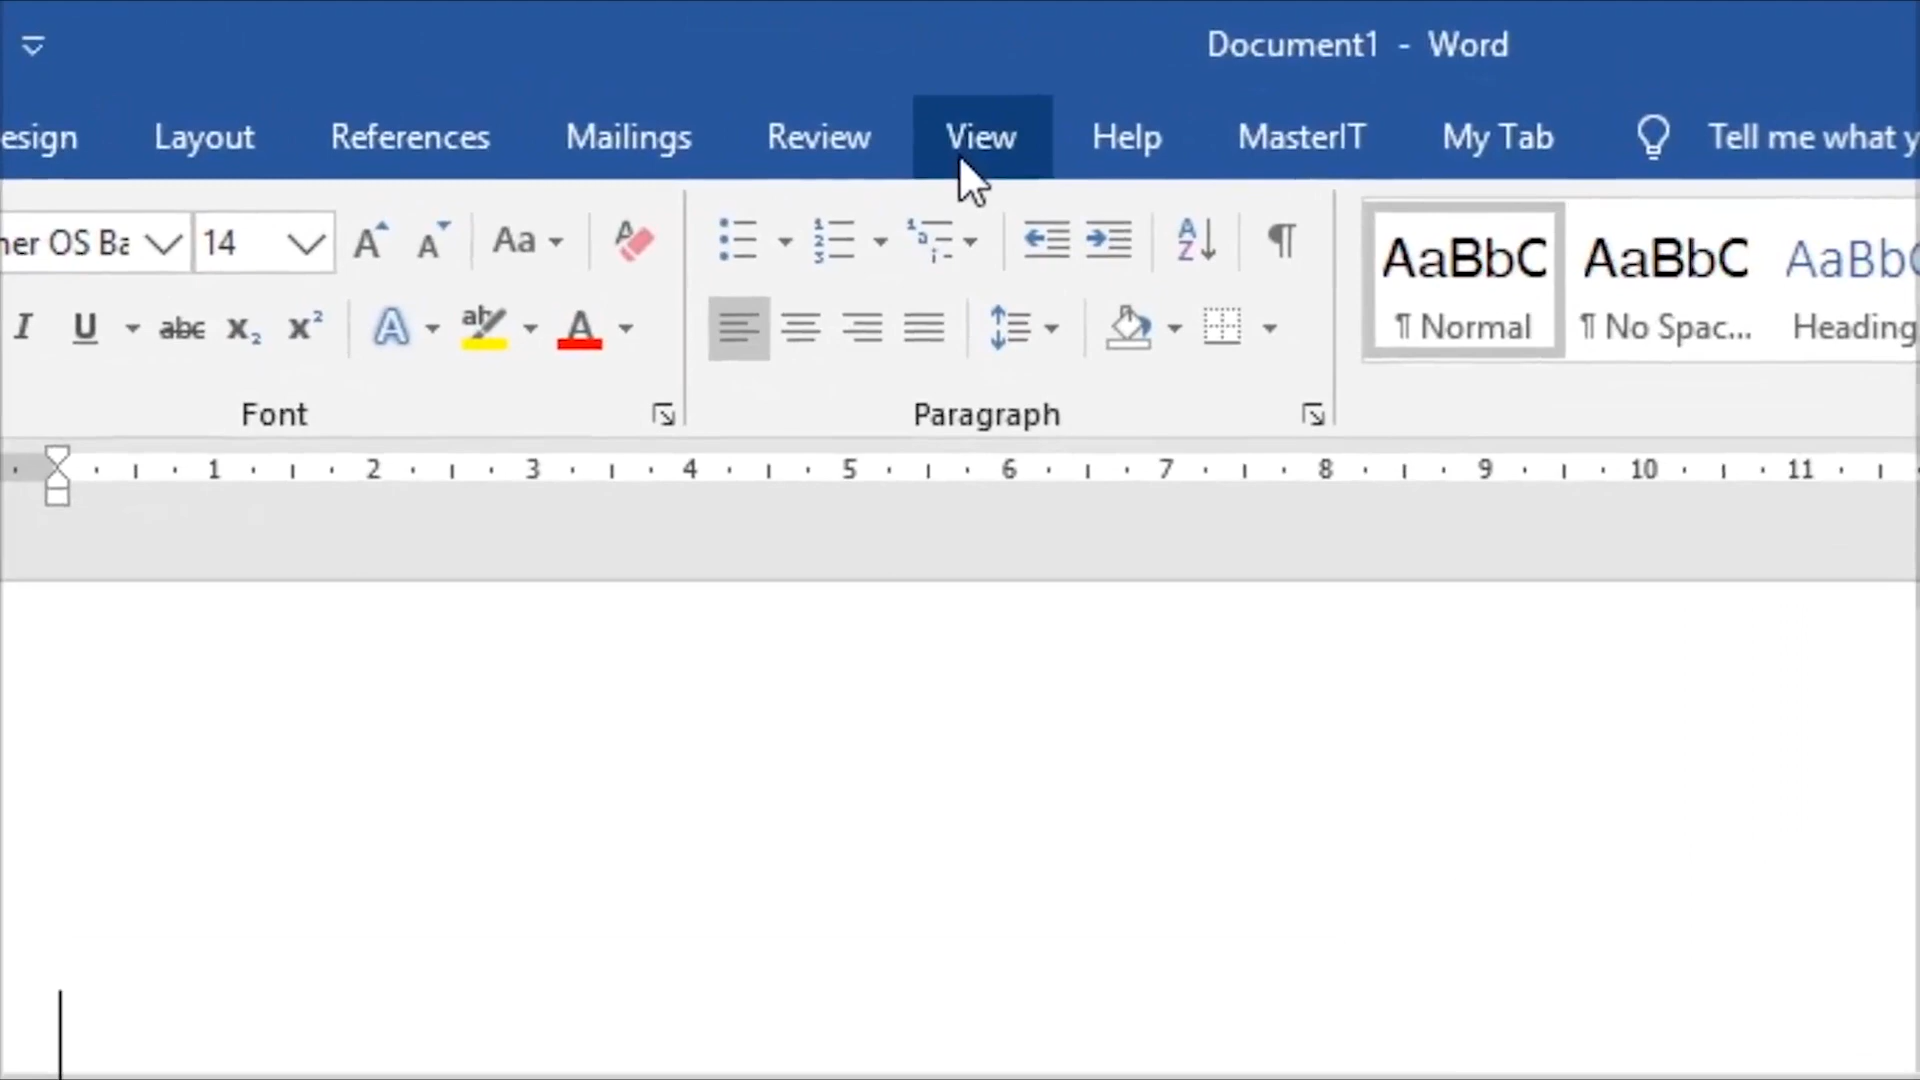 Document1 - Word
esign Layout References Mailings Review View Help MasterIT My Tab Tell me what y
ner OS Ba 14 Aa AaBbC AaBbC AaBbC
¶ Normal ¶ No Spac... Heading
Font Paragraph
1 2 3 4 5 6 7 8 9 10 11